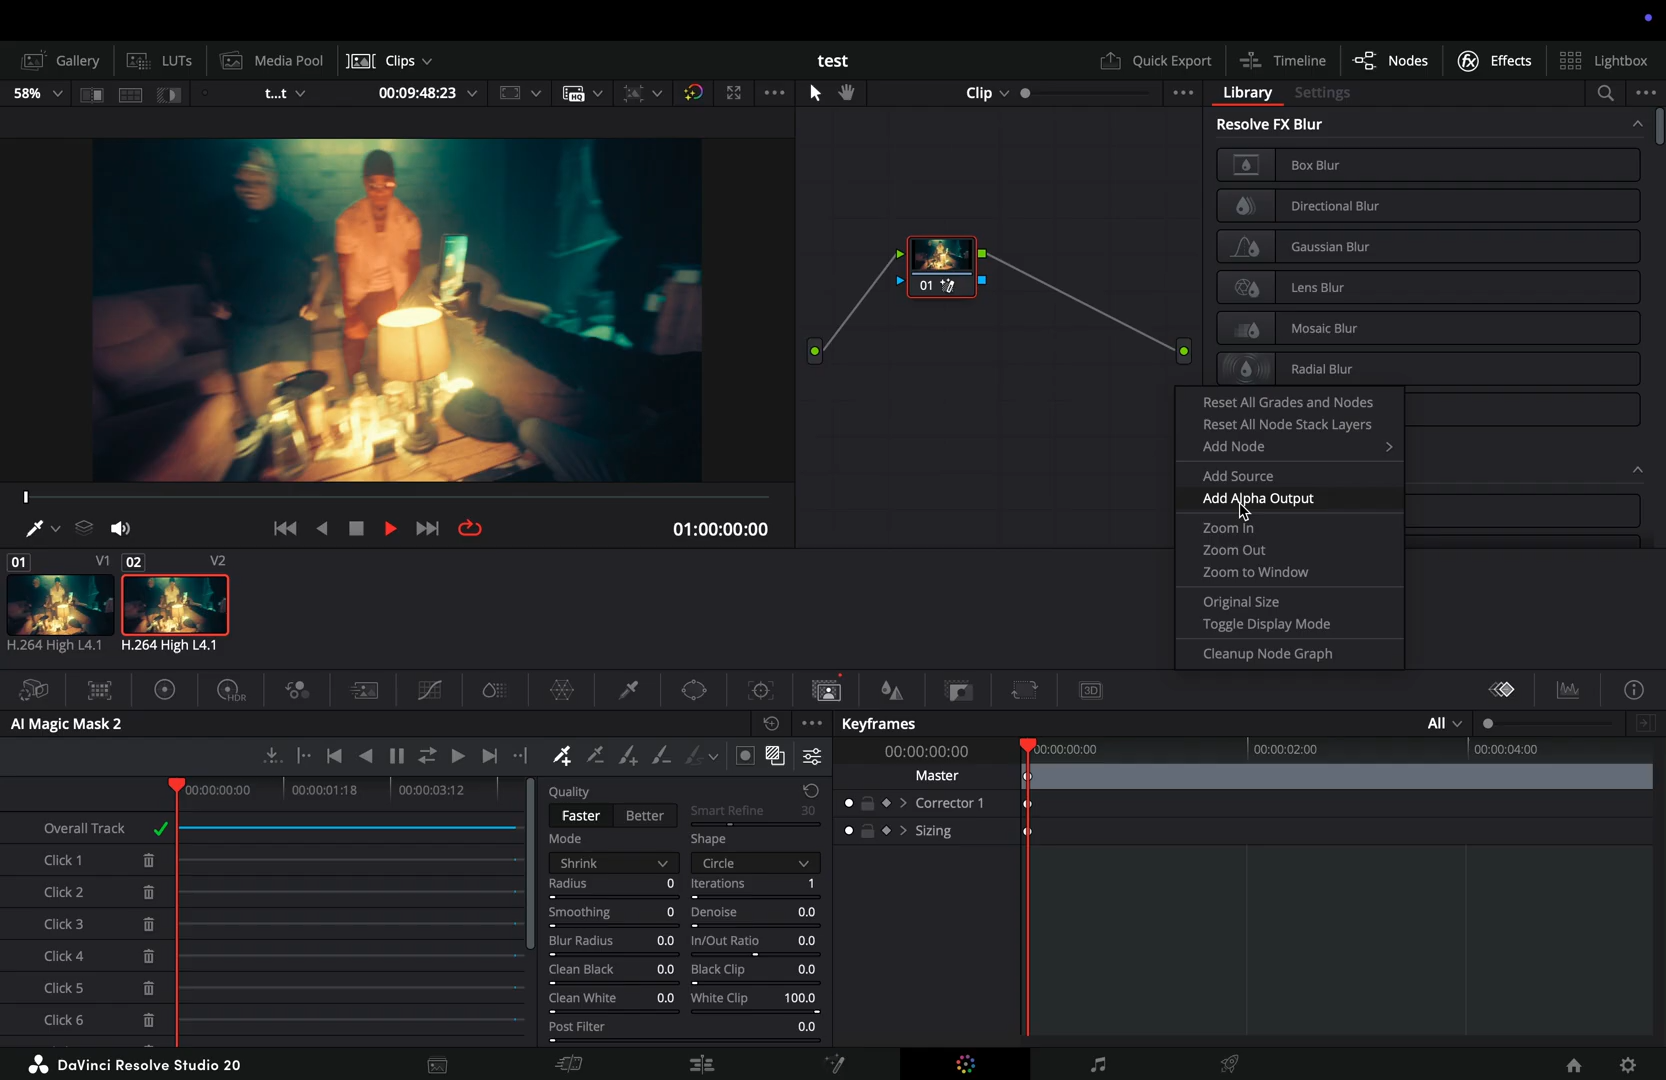 Gallery
LUTs
Media Pool
Clips
test
Quick Export
Timeline
Nodes
Effects
Lightbox
58%
t...t
00:09:48:23
HQ
Clip
Library
Settings
Resolve FX Blur
Box Blur
Directional Blur
Gaussian Blur
Lens Blur
Mosaic Blur
Radial Blur
01
Reset All Grades and Nodes
Reset All Node Stack Layers
Add Node
Add Source
Add Alpha Output
Zoom In
Zoom Out
Zoom to Window
Original Size
Toggle Display Mode
Cleanup Node Graph
01:00:00:00
01 V1 02 V2
H.264 High L4.1 H.264 High L4.1
HDR
3D
AI Magic Mask 2
Keyframes
All
00:00:00:00
00:00:00:00 00:00:02:00 00:00:04:00
Master
Corrector 1
Sizing
00:00:00:00 00:00:01:18 00:00:03:12
Overall Track
Click 1
Click 2
Click 3
Click 4
Click 5
Click 6
Quality
Faster Better Smart Refine 30
Mode Shape
Shrink Circle
Radius 0 Iterations 1
Smoothing 0 Denoise 0.0
Blur Radius 0.0 In/Out Ratio 0.0
Clean Black 0.0 Black Clip 0.0
Clean White 0.0 White Clip 100.0
Post Filter 0.0
DaVinci Resolve Studio 20